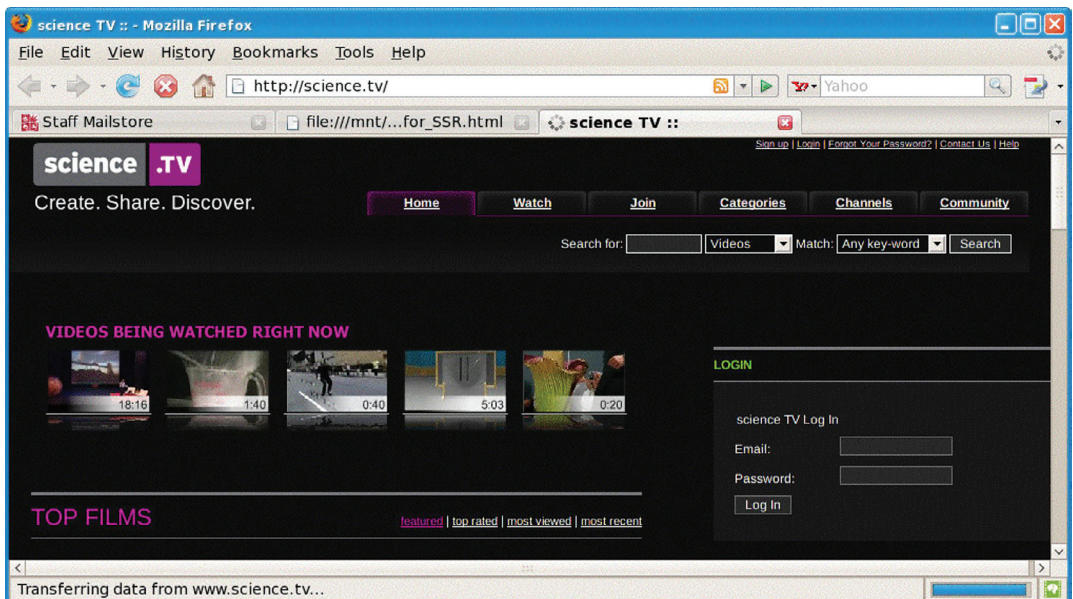 science TV :: - Mozilla Firefox
File Edit View History Bookmarks Tools Help
http://science.tv/ Yahoo
Staff Mailstore file:///mnt/...for_SSR.html science TV ::
Sign up | Login | Forgot Your Password? | Contact Us | Help
science .TV
Create. Share. Discover.
Home Watch Join Categories Channels Community
Search for: Videos Match: Any key-word Search
VIDEOS BEING WATCHED RIGHT NOW
18:16 1:40 0:40 5:03 0:20
LOGIN
science TV Log In
Email:
Password:
Log In
TOP FILMS featured | top rated | most viewed | most recent
Transferring data from www.science.tv...